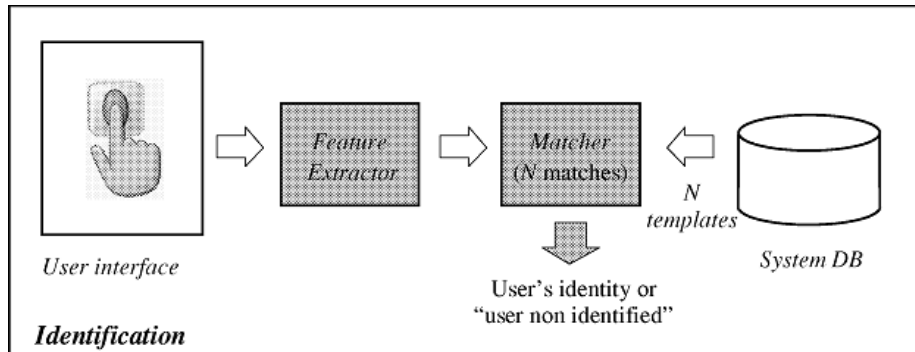 Feature
Extractor
Matcher
(N matches)
N
templates
User interface
System DB
User's identity or
“user non identified”
Identification